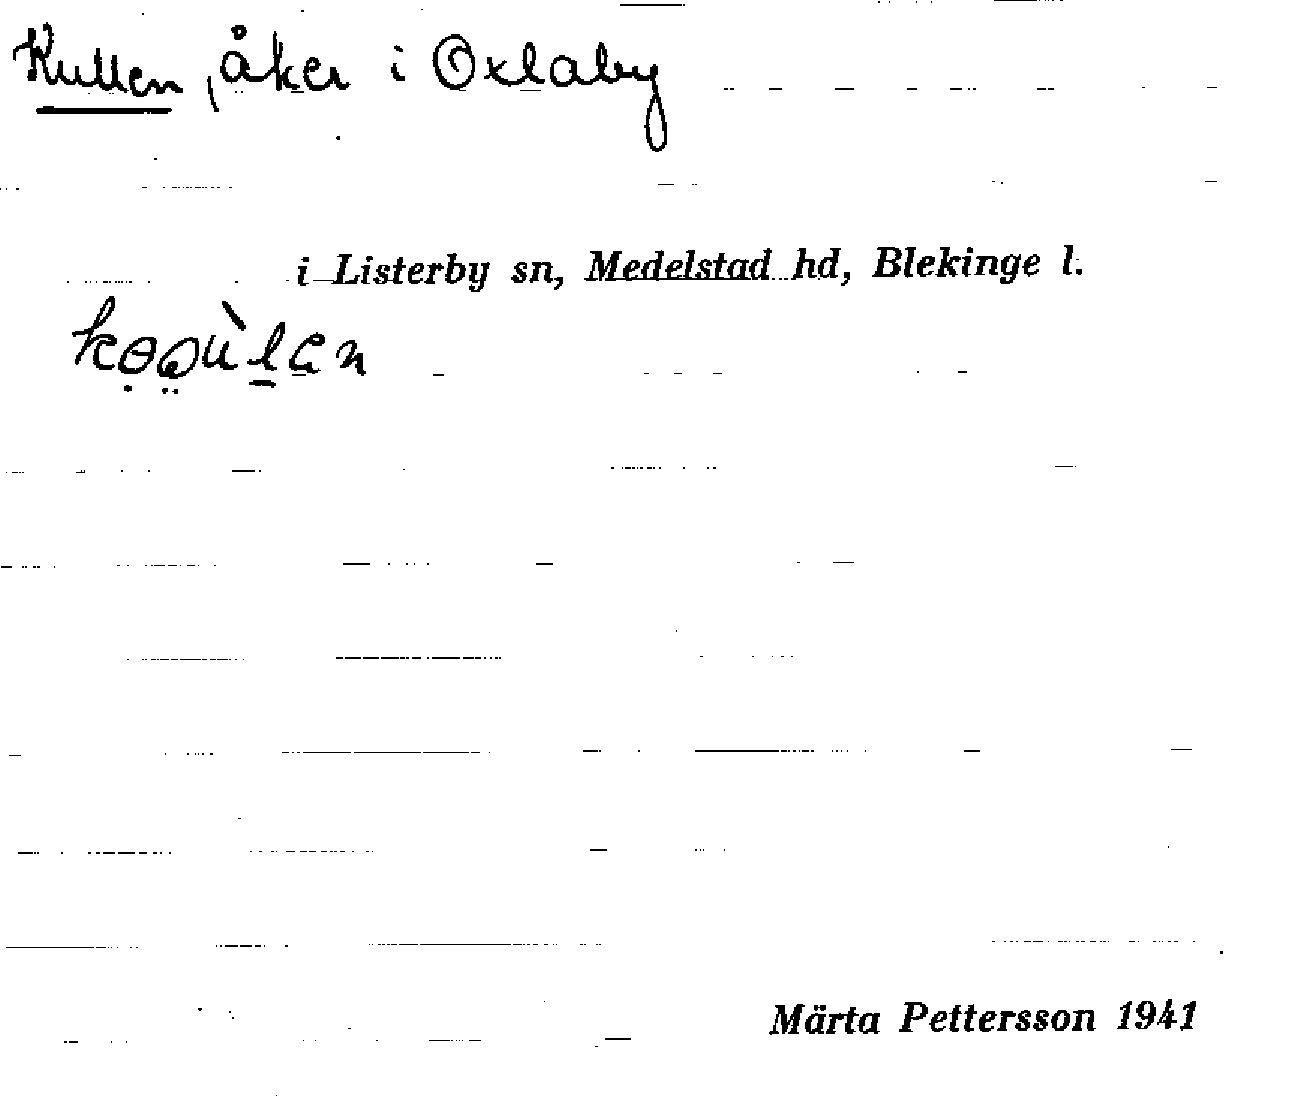 Kullen, åker i Oxlaby
i Listerby sn, Medelstad hd, Blekinge l.
Märta Pettersson 1941